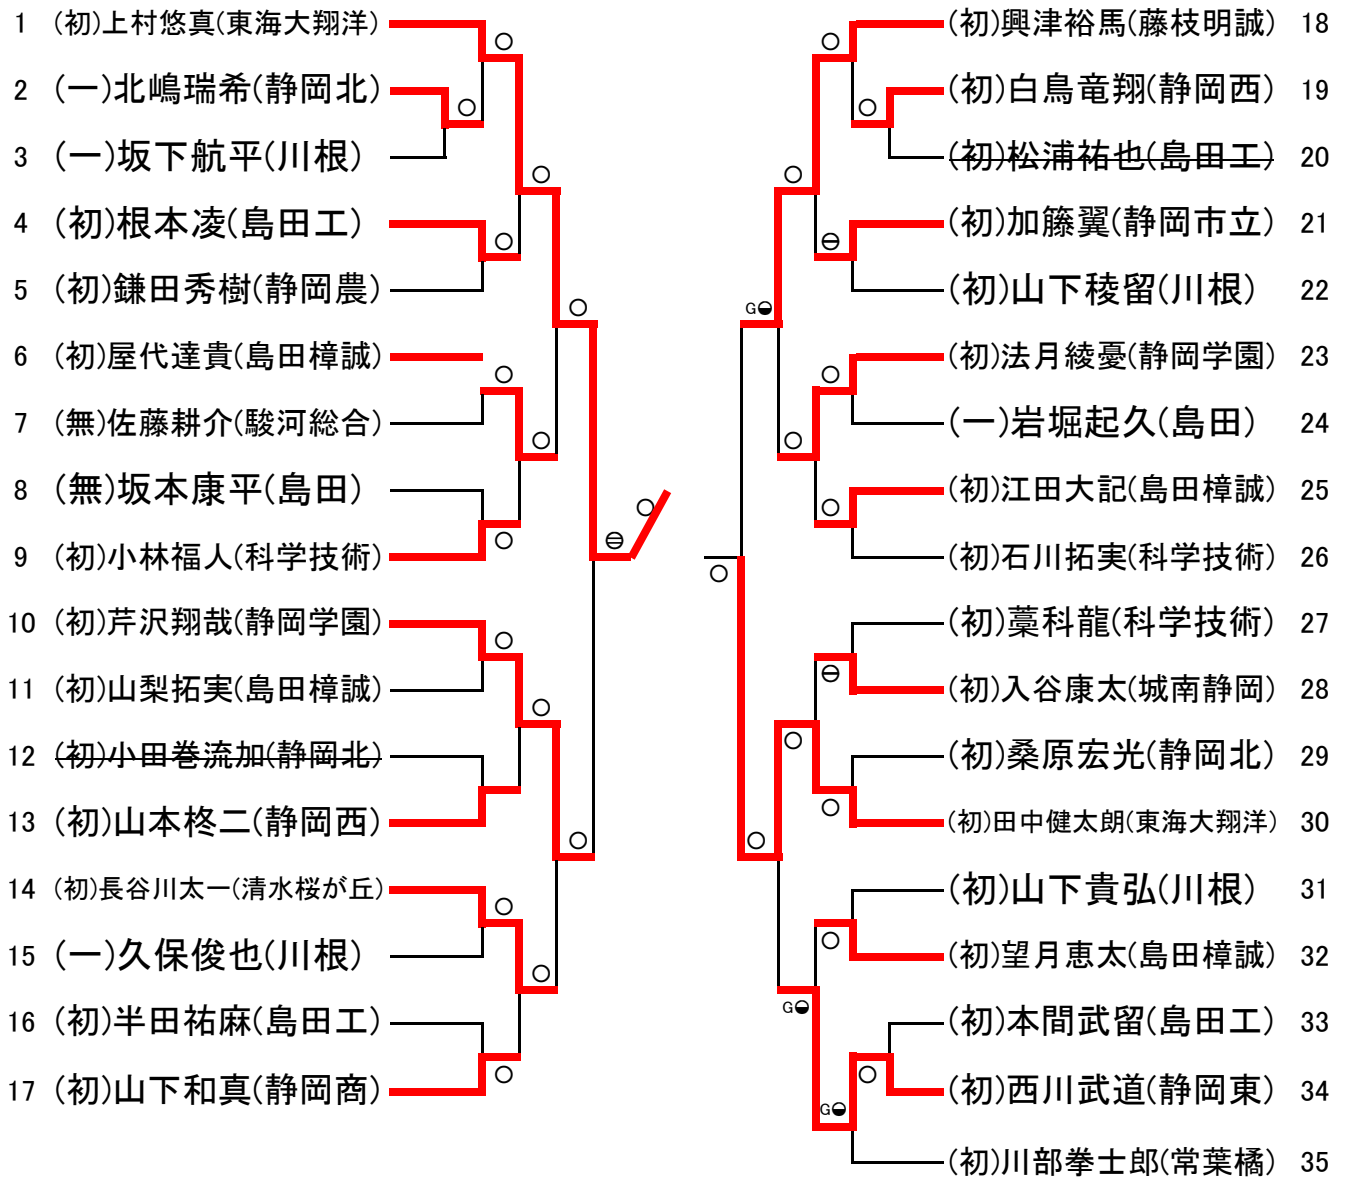 1 (初)上村悠真(東海大翔洋)
2 (一)北嶋瑞希(静岡北)
3 (一)坂下航平(川根)
4 (初)根本凌(島田工)
5 (初)鎌田秀樹(静岡農)
6 (初)屋代達貴(島田樟誠)
7 (無)佐藤耕介(駿河総合)
8 (無)坂本康平(島田)
9 (初)小林福人(科学技術)
10 (初)芹沢翔哉(静岡学園)
11 (初)山梨拓実(島田樟誠)
12 (初)小田巻流加(静岡北)
13 (初)山本柊二(静岡西)
14 (初)長谷川太一(清水桜が丘)
15 (一)久保俊也(川根)
16 (初)半田祐麻(島田工)
17 (初)山下和真(静岡商)
(初)興津裕馬(藤枝明誠) 18
(初)白鳥竜翔(静岡西) 19
(初)松浦祐也(島田工) 20
(初)加籐翼(静岡市立) 21
(初)山下稜留(川根) 22
G
(初)法月綾憂(静岡学園) 23
(一)岩堀起久(島田) 24
(初)江田大記(島田樟誠) 25
(初)石川拓実(科学技術) 26
(初)藁科龍(科学技術) 27
(初)入谷康太(城南静岡) 28
(初)桑原宏光(静岡北) 29
(初)田中健太朗(東海大翔洋) 30
(初)山下貴弘(川根) 31
(初)望月恵太(島田樟誠) 32
G
(初)本間武留(島田工) 33
(初)西川武道(静岡東) 34
G
(初)川部拳士郎(常葉橘) 35